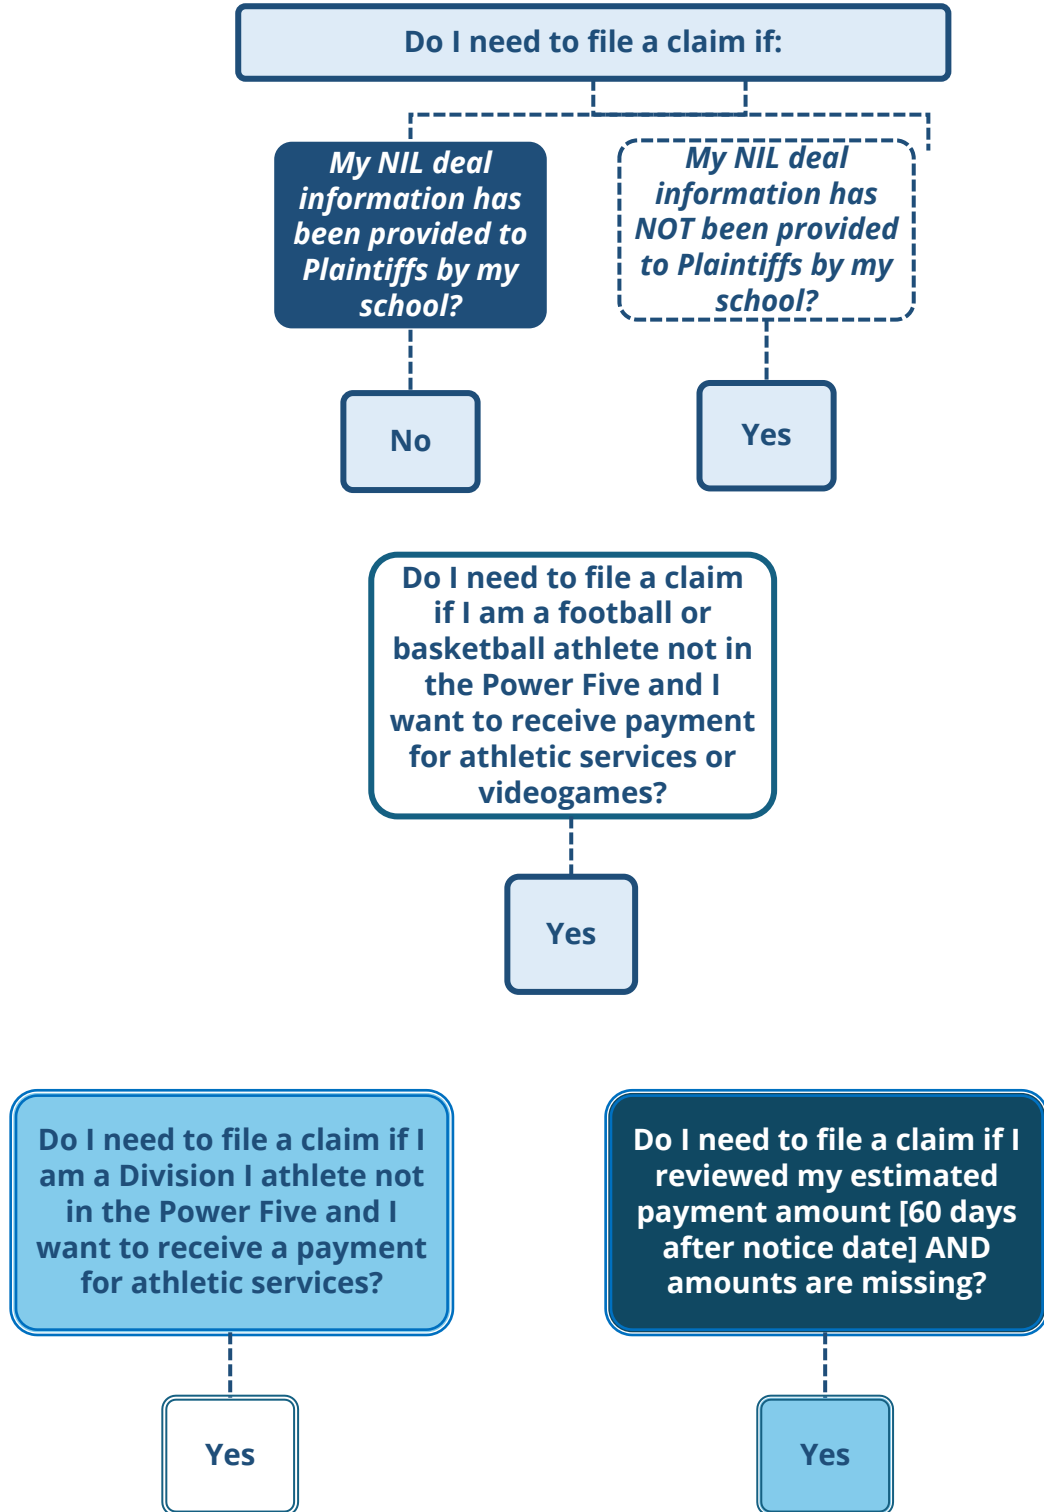 Do I need to file a claim if:
My NIL deal
information has
been provided to
Plaintiffs by my
school?
My NIL deal
information has
NOT been provided
to Plaintiffs by my
school?
No
Yes
Do I need to file a claim
if I am a football or
basketball athlete not in
the Power Five and I
want to receive payment
for athletic services or
videogames?
Yes
Do I need to file a claim if I
am a Division I athlete not
in the Power Five and I
want to receive a payment
for athletic services?
Do I need to file a claim if I
reviewed my estimated
payment amount [60 days
after notice date] AND
amounts are missing?
Yes
Yes